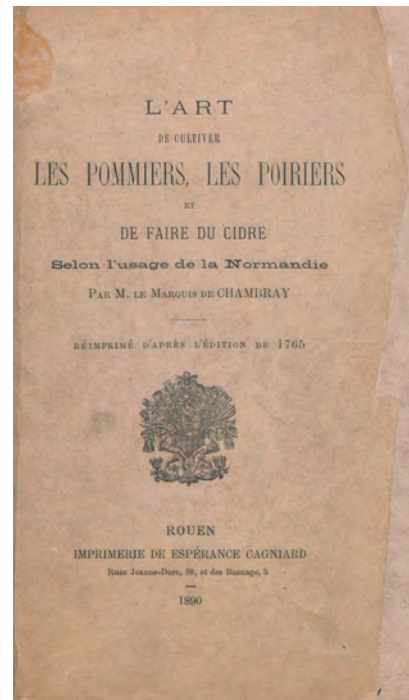 L'ART
DE CULTIVER
LES POMMIERS, LES POIRIERS
ET
DE FAIRE DU CIDRE
Selon l'usage de la Normandie
PAR M. LE MARQUIS DE CHAMBRAY
RÉIMPRIMÉ D'APRÈS L'ÉDITION DE 1765
ROUEN
IMPRIMERIE DE ESPÉRANCE CAGNIARD
Rues Jeanne-Darc, 88, et des Basnage, 5
1890